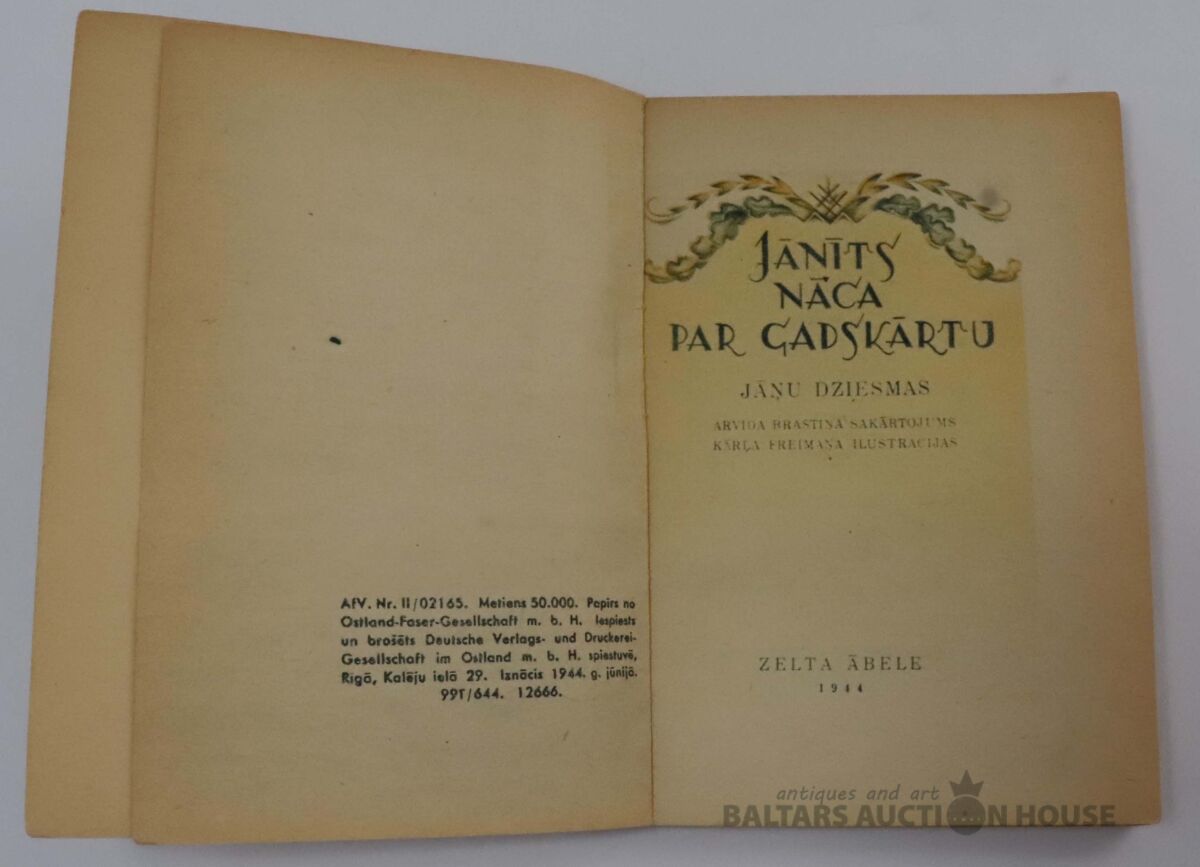 AfV. Nr. II/02165. Metiens 50.000. Papīrs no
Ostland-Faser-Gesellschaft m. b. H. Iespiests
un brošēts Deutsche Verlags- und Druckerei-
Gesellschaft im Ostland m. b. H. spiestuvē,
Rīgā, Kalēju ielā 29. Iznācis 1944. g. jūnijā.
99T/644. 12666.
JĀNĪTS
NĀCA
PAR GADSKĀRTU
JĀŅU DZIESMAS
ARVĪDA BRASTIŅA SAKĀRTOJUMS
KĀRĻA FREIMAŅA ILUSTRĀCIJAS
ZELTA ĀBELE
1944
antiques and art
BALTARS AUCTION HOUSE